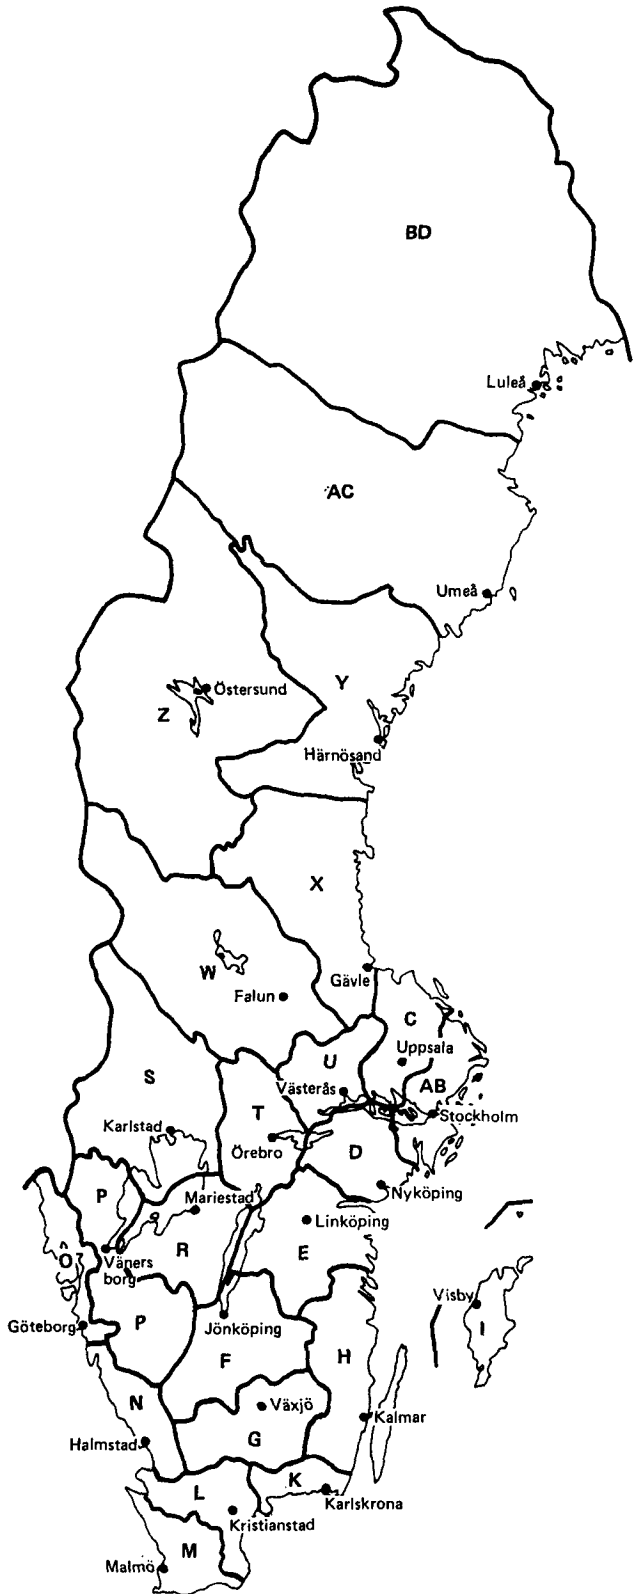 BD
Luleå
AC
Umeå
Östersund
Y
Z
Härnösand
X
W
Gävle
Falun
C
Uppsala
U
S
AB
Västerås
Stockholm
T
Karlstad
Örebro
D
P
Mariestad
Nyköping
Linköping
R
E
Ö
Väners
borg
Visby
Göteborg
P
Jönköping
I
H
F
N
Växjö
Kalmar
G
Halmstad
K
L
Karlskrona
Kristianstad
M
Malmö